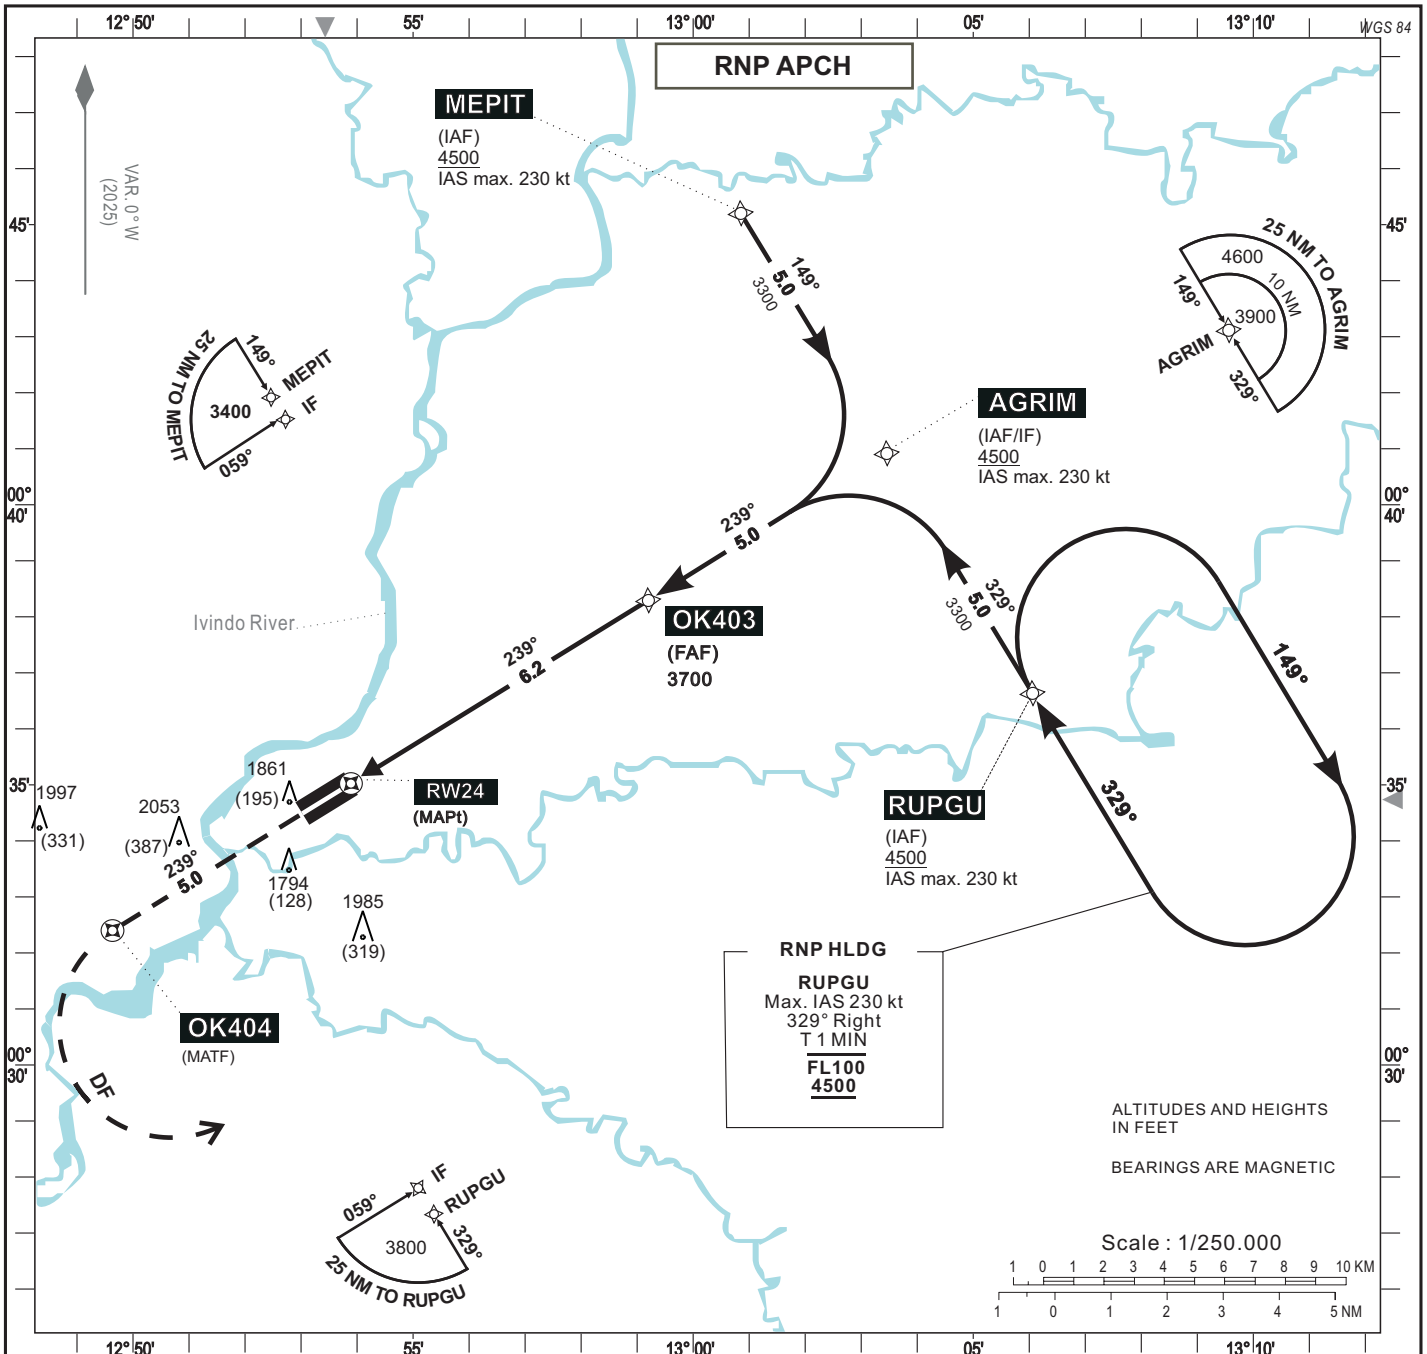 12°50'
55'
13°00'
05'
13°10'
WGS 84
RNP APCH
MEPIT
(IAF)
4500
IAS max. 230 kt
VAR. 0° W
(2025)
45'
45'
149°
5.0
3300
25 NM TO AGRIM
4600
10 NM
3900
149°
329°
AGRIM
25 NM TO MEPIT
149°
MEPIT
IF
3400
059°
AGRIM
(IAF/IF)
4500
IAS max. 230 kt
00°
40'
00°
40'
239°
5.0
329°
5.0
3300
Ivindo River
OK403
(FAF)
3700
239°
6.2
149°
329°
1861
(195)
RW24
(MAPt)
35'
35'
1997
(331)
2053
(387)
239°
5.0
1794
(128)
1985
(319)
RUPGU
(IAF)
4500
IAS max. 230 kt
RNP HLDG
RUPGU
Max. IAS 230 kt
329° Right
T 1 MIN
FL100
4500
OK404
(MATF)
00°
30'
00°
30'
DF
ALTITUDES AND HEIGHTS
IN FEET
BEARINGS ARE MAGNETIC
IF
RUPGU
059°
329°
3800
25 NM TO RUPGU
Scale : 1/250.000
1 0 1 2 3 4 5 6 7 8 9 10 KM
1 0 1 2 3 4 5 NM
12°50'
55'
13°00'
05'
13°10'